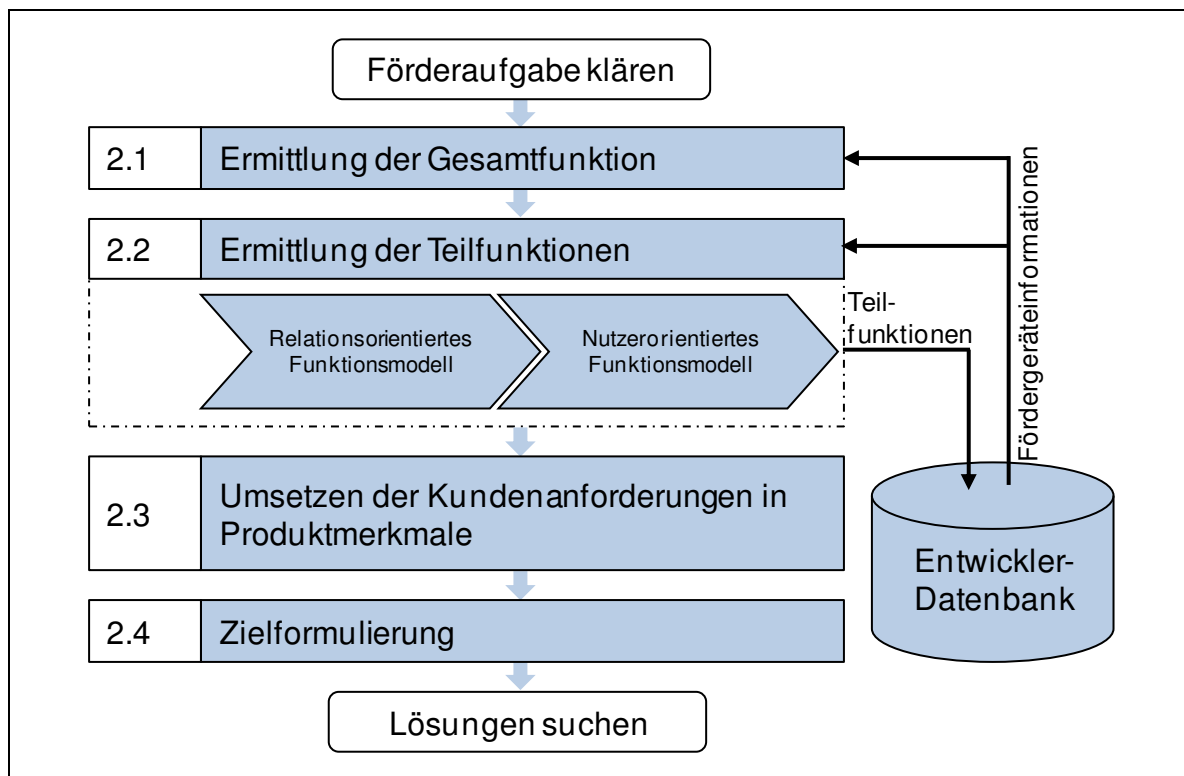 Förderaufgabe klären
2.1 Ermittlung der Gesamtfunktion
2.2 Ermittlung der Teilfunktionen
Relationsorientiertes
Funktionsmodell
Nutzerorientiertes
Funktionsmodell
Teil-
funktionen
Fördergeräteinformationen
2.3 Umsetzen der Kundenanforderungen in
Produktmerkmale
Entwickler-
Datenbank
2.4 Zielformulierung
Lösungen suchen